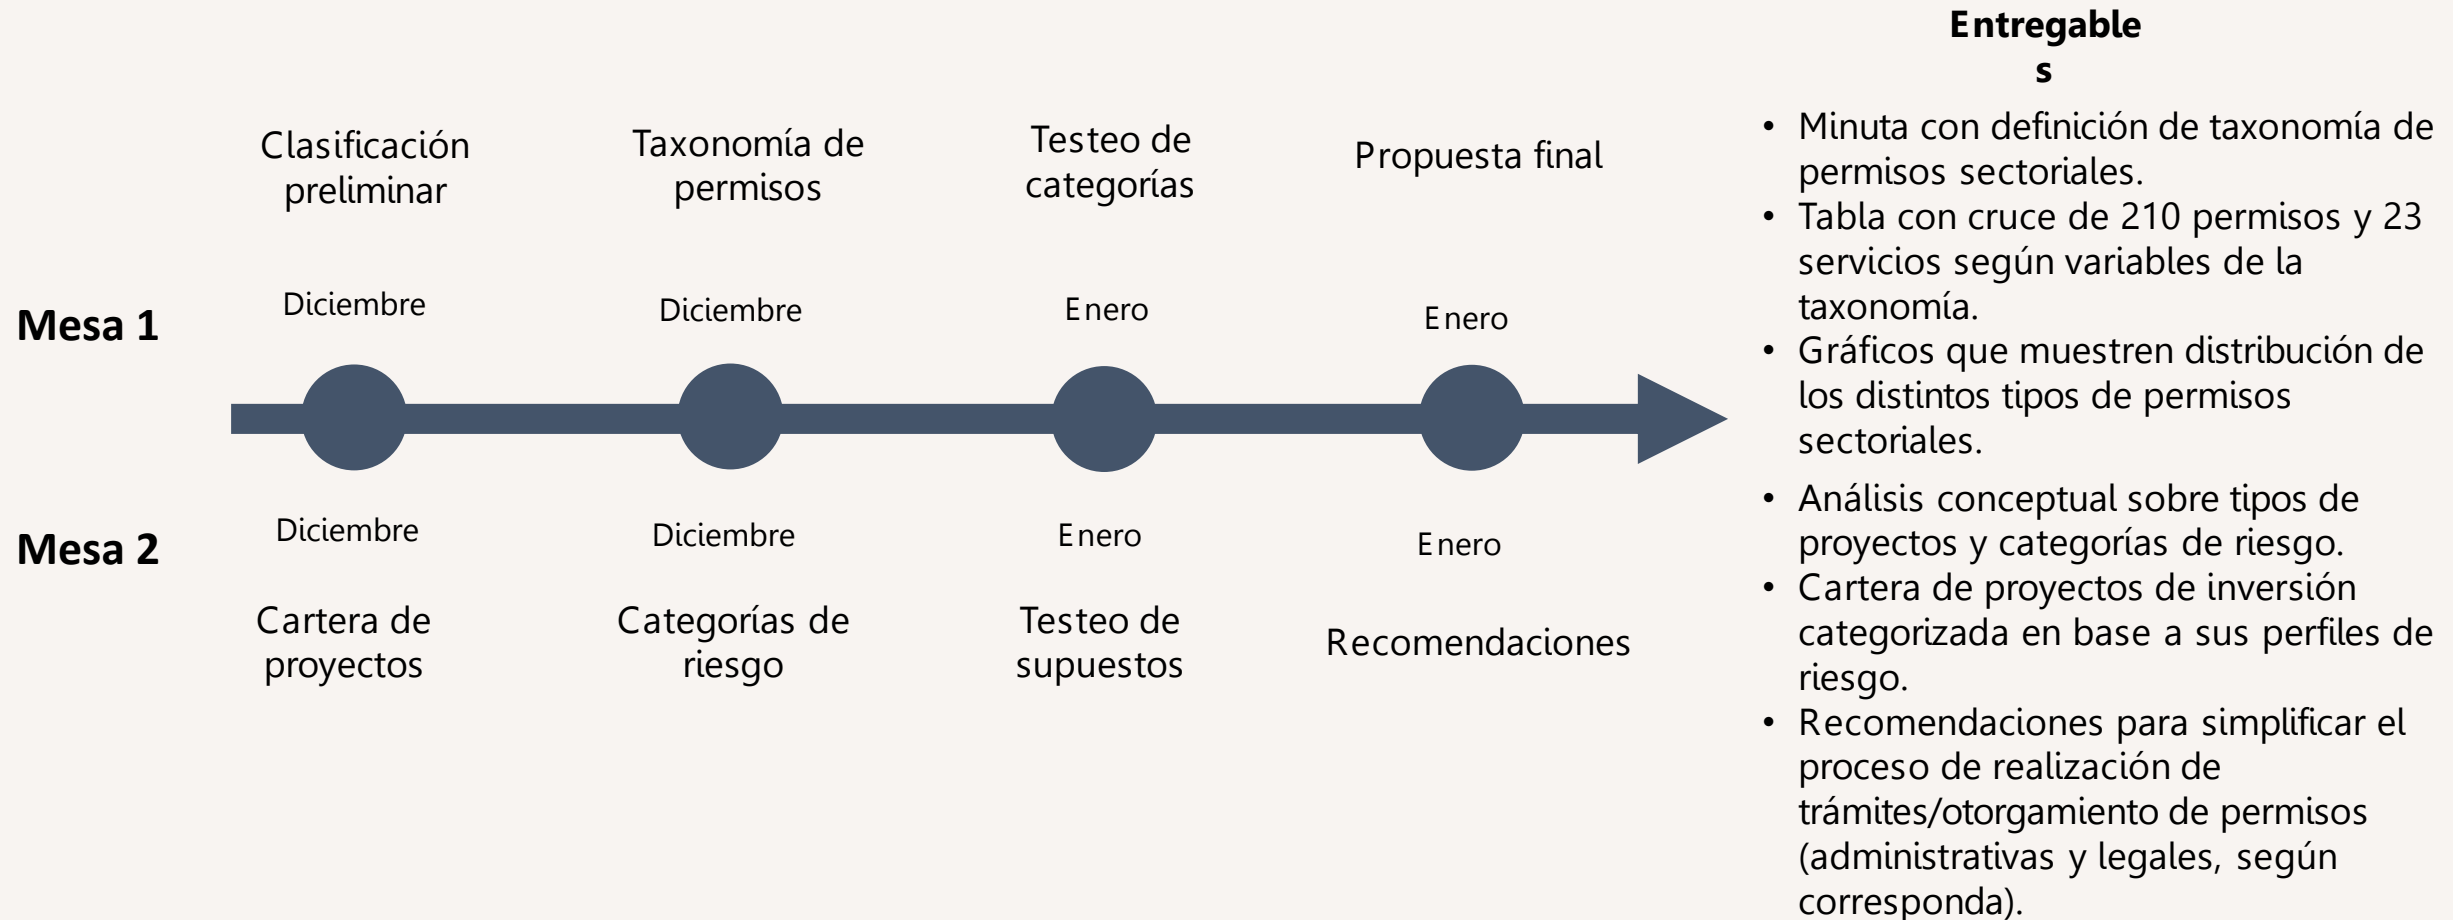 Entregable
s
Clasificación
preliminar
Taxonomía de
permisos
Testeo de
categorías
Propuesta final
Mesa 1
Diciembre
Diciembre
Enero
Enero
Mesa 2
Diciembre
Diciembre
Enero
Enero
Cartera de
proyectos
Categorías de
riesgo
Testeo de
supuestos
Recomendaciones
• Minuta con definición de taxonomía de
permisos sectoriales.
• Tabla con cruce de 210 permisos y 23
servicios según variables de la
taxonomía.
• Gráficos que muestren distribución de
los distintos tipos de permisos
sectoriales.
• Análisis conceptual sobre tipos de
proyectos y categorías de riesgo.
• Cartera de proyectos de inversión
categorizada en base a sus perfiles de
riesgo.
• Recomendaciones para simplificar el
proceso de realización de
trámites/otorgamiento de permisos
(administrativas y legales, según
corresponda).